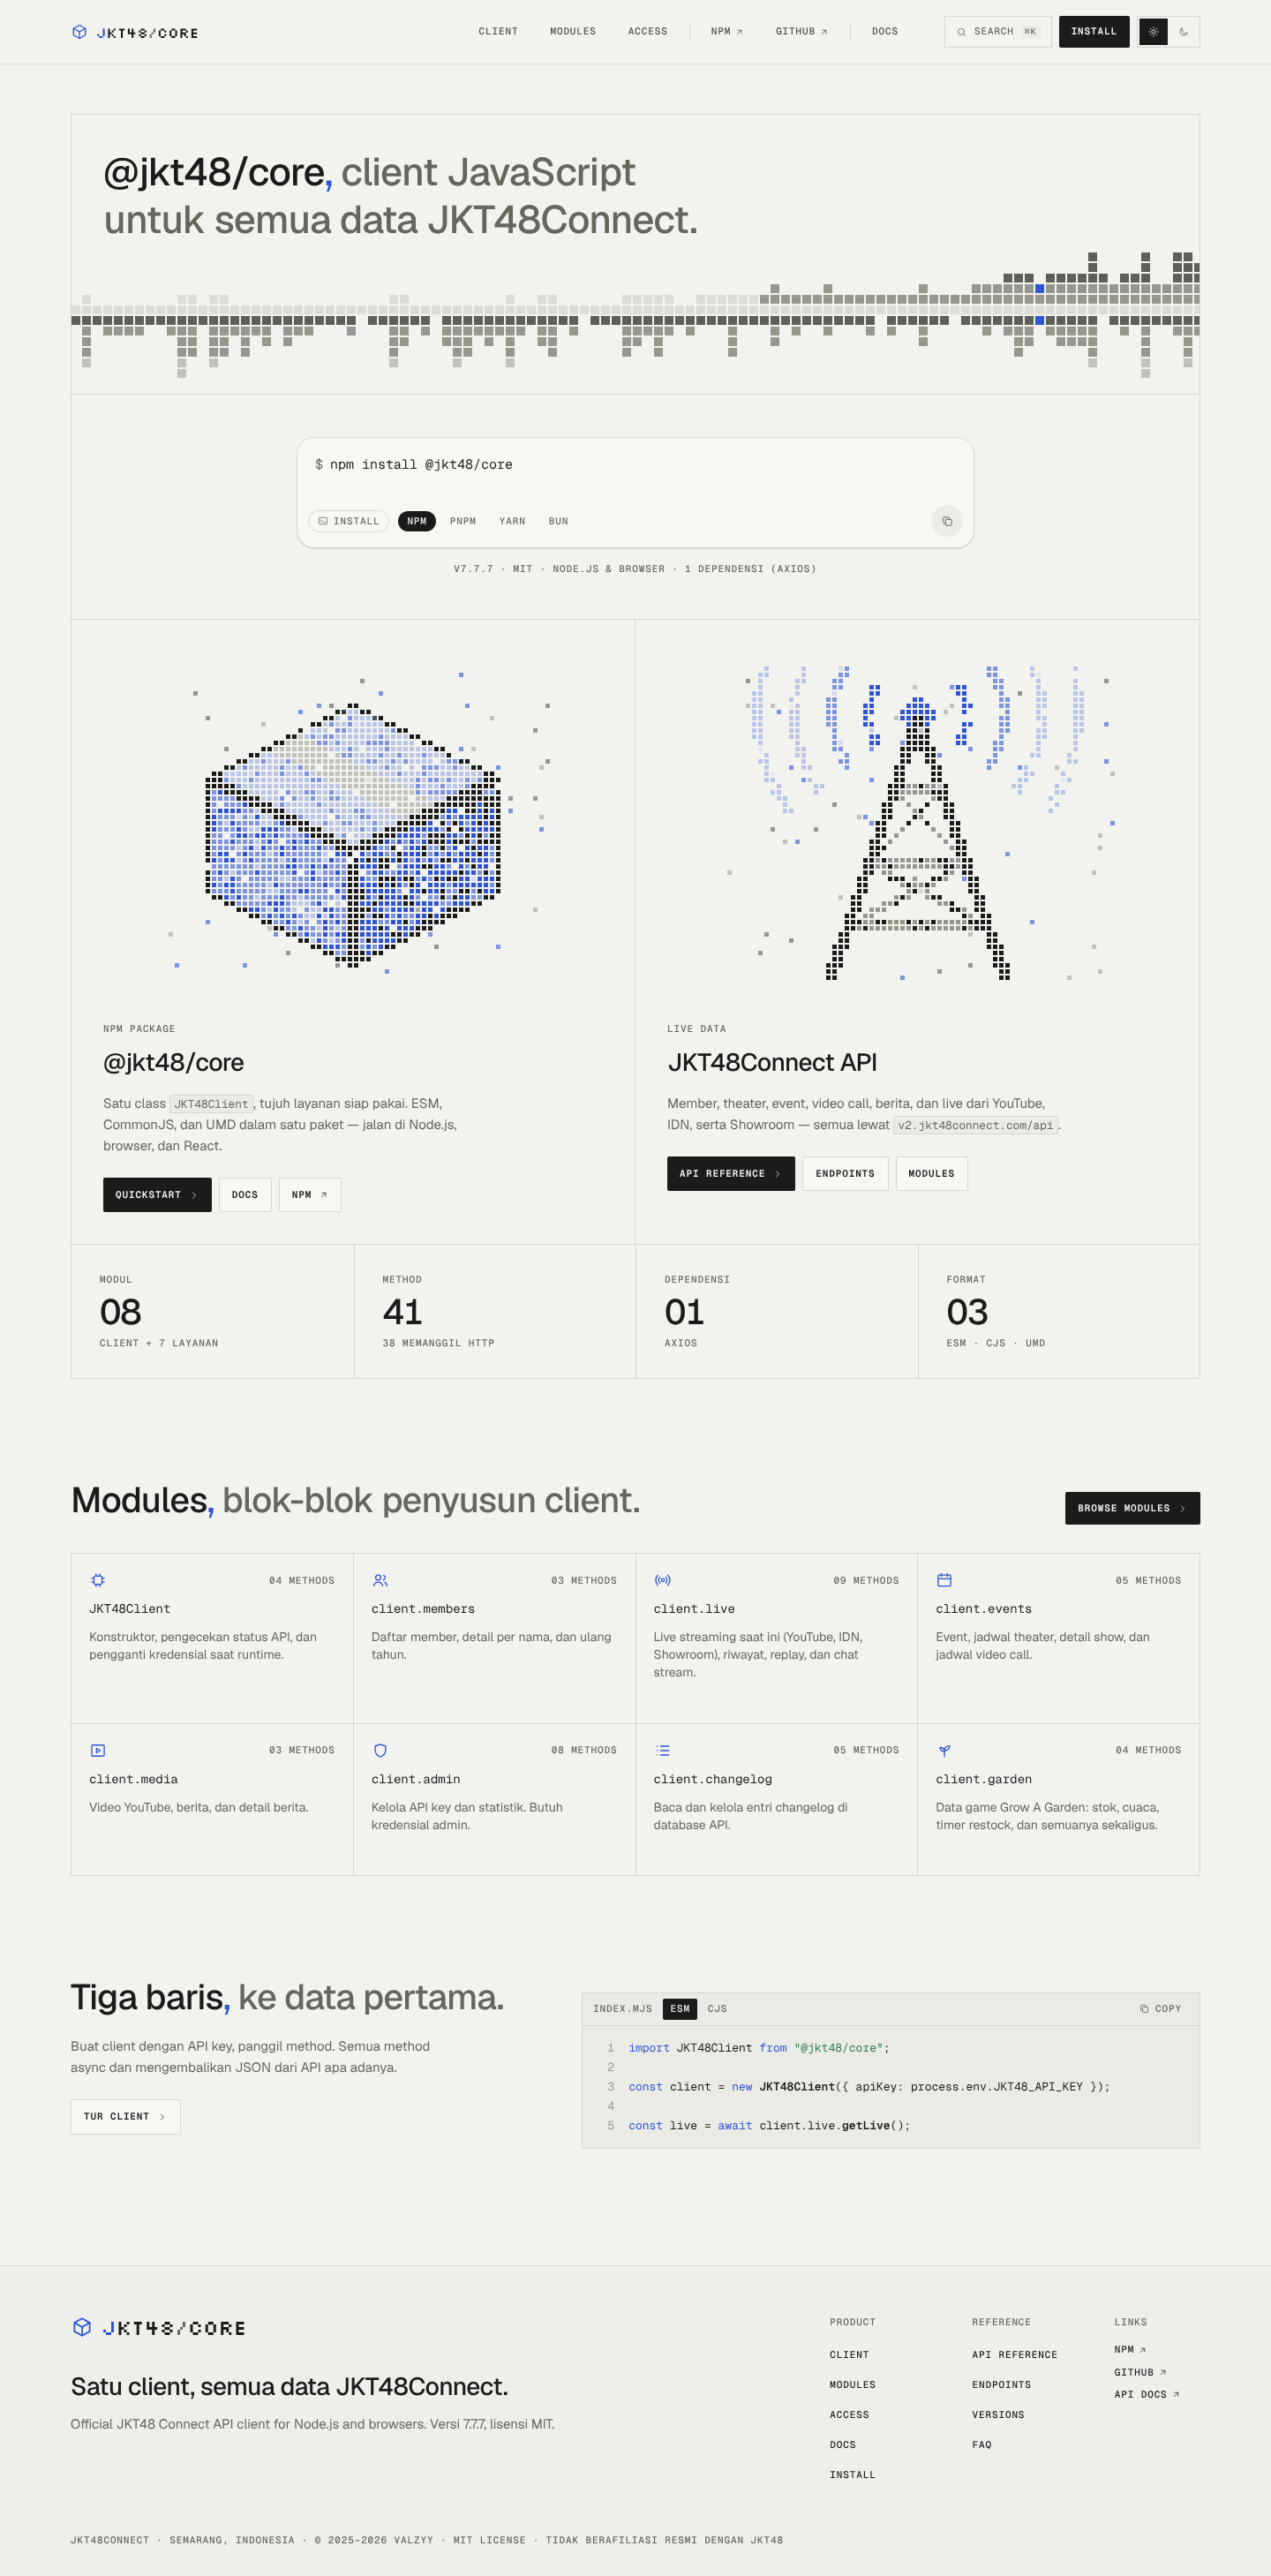 JKT48/CORE
CLIENT MODULES ACCESS NPM ↗ GITHUB ↗ DOCS SEARCH ⌘K INSTALL
@jkt48/core, client JavaScript
untuk semua data JKT48Connect.
$ npm install @jkt48/core
INSTALL NPM PNPM YARN BUN
V7.7.7 · MIT · NODE.JS & BROWSER · 1 DEPENDENSI (AXIOS)
NPM PACKAGE
@jkt48/core
Satu class JKT48Client, tujuh layanan siap pakai. ESM,
CommonJS, dan UMD dalam satu paket — jalan di Node.js,
browser, dan React.
QUICKSTART DOCS NPM ↗
LIVE DATA
JKT48Connect API
Member, theater, event, video call, berita, dan live dari YouTube,
IDN, serta Showroom — semua lewat v2.jkt48connect.com/api.
API REFERENCE ENDPOINTS MODULES
MODUL
08
CLIENT + 7 LAYANAN
METHOD
41
38 MEMANGGIL HTTP
DEPENDENSI
01
AXIOS
FORMAT
03
ESM · CJS · UMD
Modules, blok-blok penyusun client.
BROWSE MODULES
04 METHODS
JKT48Client
Konstruktor, pengecekan status API, dan
pengganti kredensial saat runtime.
03 METHODS
client.members
Daftar member, detail per nama, dan ulang
tahun.
09 METHODS
client.live
Live streaming saat ini (YouTube, IDN,
Showroom), riwayat, replay, dan chat
stream.
05 METHODS
client.events
Event, jadwal theater, detail show, dan
jadwal video call.
03 METHODS
client.media
Video YouTube, berita, dan detail berita.
08 METHODS
client.admin
Kelola API key dan statistik. Butuh
kredensial admin.
05 METHODS
client.changelog
Baca dan kelola entri changelog di
database API.
04 METHODS
client.garden
Data game Grow A Garden: stok, cuaca,
timer restock, dan semuanya sekaligus.
Tiga baris, ke data pertama.
Buat client dengan API key, panggil method. Semua method
async dan mengembalikan JSON dari API apa adanya.
TUR CLIENT
INDEX.MJS ESM CJS COPY
1 import JKT48Client from "@jkt48/core";
2
3 const client = new JKT48Client({ apiKey: process.env.JKT48_API_KEY });
4
5 const live = await client.live.getLive();
JKT48/CORE
Satu client, semua data JKT48Connect.
Official JKT48 Connect API client for Node.js and browsers. Versi 7.7.7, lisensi MIT.
PRODUCT
CLIENT
MODULES
ACCESS
DOCS
INSTALL
REFERENCE
API REFERENCE
ENDPOINTS
VERSIONS
FAQ
LINKS
NPM ↗
GITHUB ↗
API DOCS ↗
JKT48CONNECT · SEMARANG, INDONESIA · © 2025-2026 VALZYY · MIT LICENSE · TIDAK BERAFILIASI RESMI DENGAN JKT48